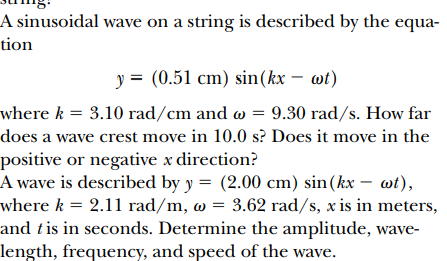 A sinusoidal wave on a string is described by the equa-
tion
y = (0.51 cm) sin(kx − ωt)
where k = 3.10 rad/cm and ω = 9.30 rad/s. How far
does a wave crest move in 10.0 s? Does it move in the
positive or negative x direction?
A wave is described by y = (2.00 cm) sin(kx − ωt),
where k = 2.11 rad/m, ω = 3.62 rad/s, x is in meters,
and t is in seconds. Determine the amplitude, wave-
length, frequency, and speed of the wave.